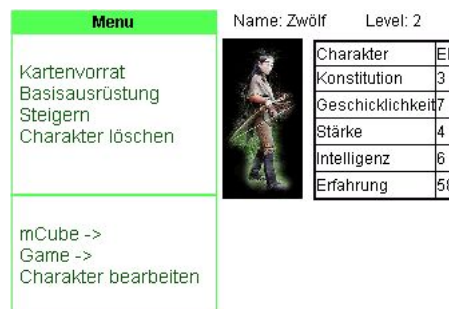 Menu
Name: Zwölf Level: 2
Kartenvorrat
Basisausrüstung
Steigern
Charakter löschen
Charakter
Konstitution 3
Geschicklichkeit 7
Stärke 4
Intelligenz 6
Erfahrung
mCube ->
Game ->
Charakter bearbeiten